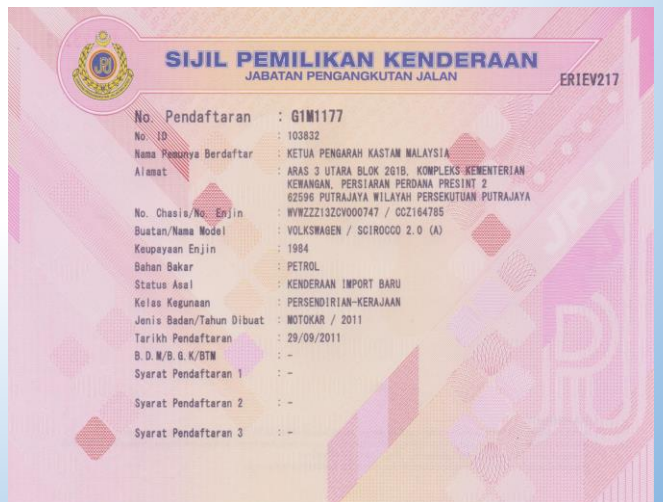 SIJIL PEMILIKAN KENDERAAN
JABATAN PENGANGKUTAN JALAN
ERIEV217
No. Pendaftaran : G1M1177
No ID : 103832
Nama Pemunya Berdaftar : KETUA PENGARAH KASTAM MALAYSIA
Alamat : ARAS 3 UTARA BLOK 2G1B, KOMPLEKS KEMENTERIAN
KEWANGAN, PERSIARAN PERDANA PRESINT 2
62596 PUTRAJAYA WILAYAH PERSEKUTUAN PUTRAJAYA
No. Chasis/No. Enjin : WVWZZZ13ZCV000747 / CCZ164785
Buatan/Nama Model : VOLKSWAGEN / SCIROCCO 2.0 (A)
Keupayaan Enjin : 1984
Bahan Bakar : PETROL
Status Asal : KENDERAAN IMPORT BARU
Kelas Kegunaan : PERSENDIRIAN-KERAJAAN
Jenis Badan/Tahun Dibuat : MOTOKAR / 2011
Tarikh Pendaftaran : 29/09/2011
B.D.M/B.G.K/BTM : -
Syarat Pendaftaran 1 : -
Syarat Pendaftaran 2 : -
Syarat Pendaftaran 3 : -